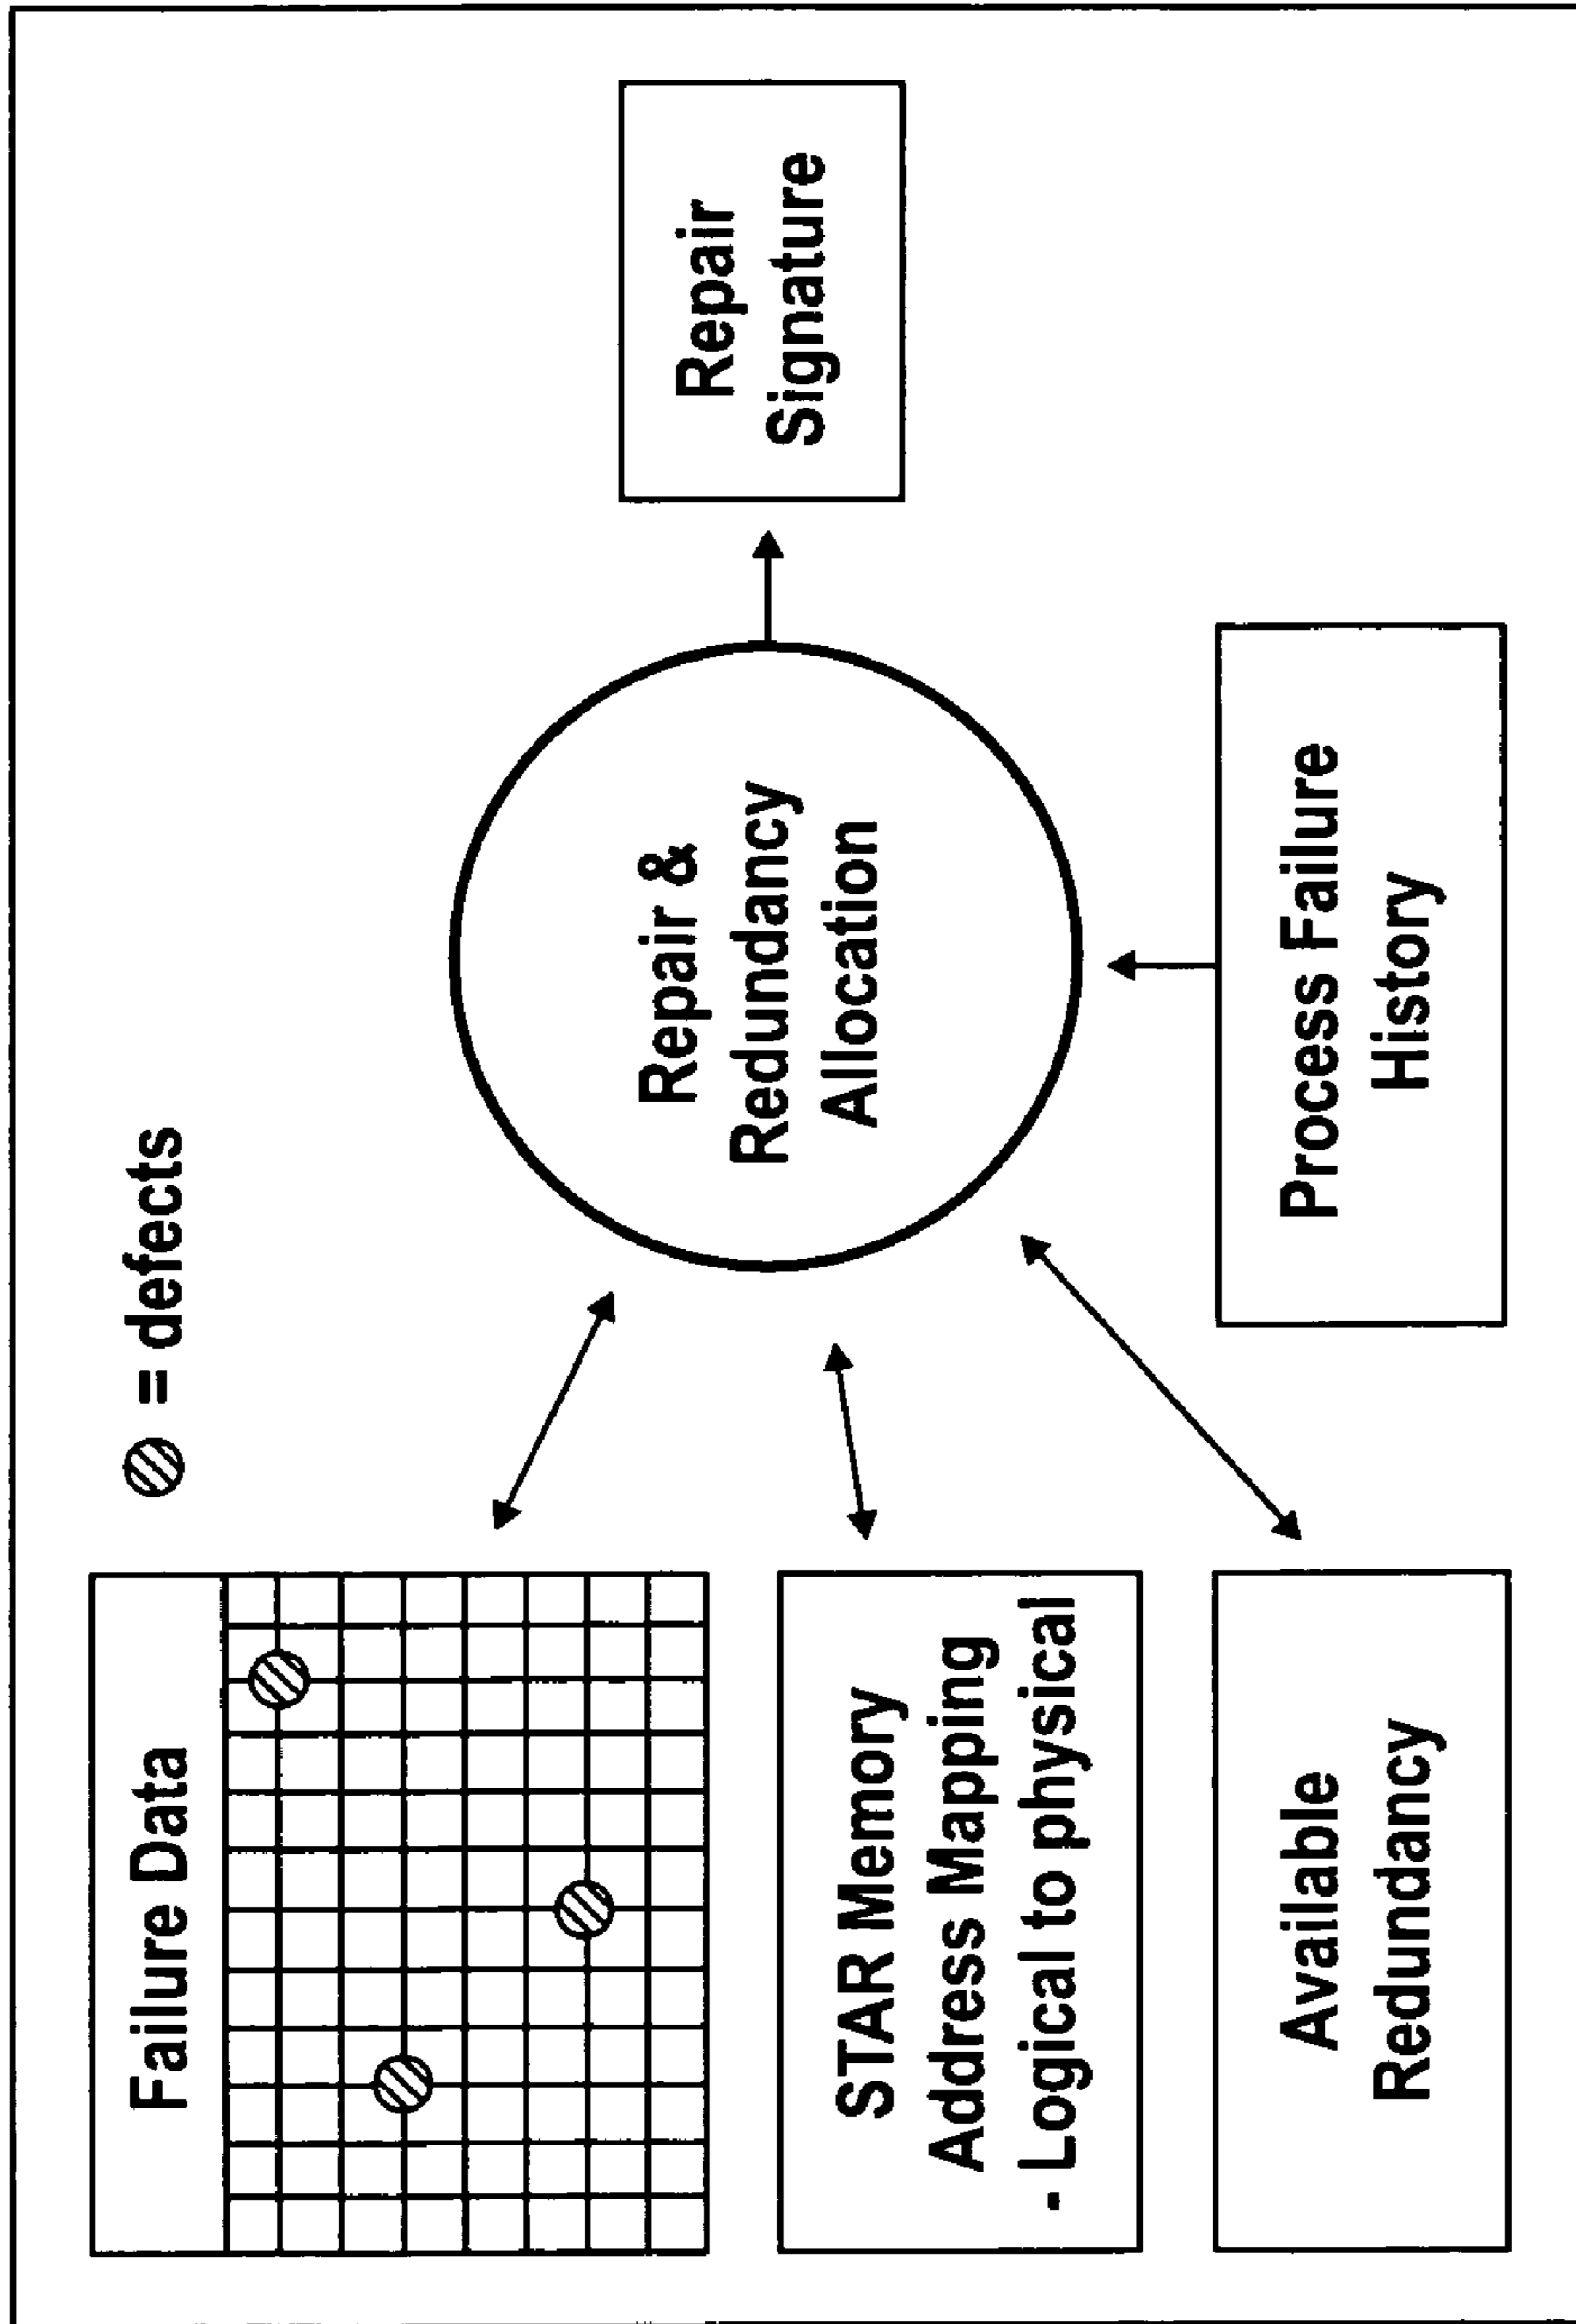 Failure Data
= defects
STAR Memory
Address Mapping
- Logical to physical
Available
Redundancy
Repair &
Redundancy
Allocation
Process Failure
History
Repair
Signature